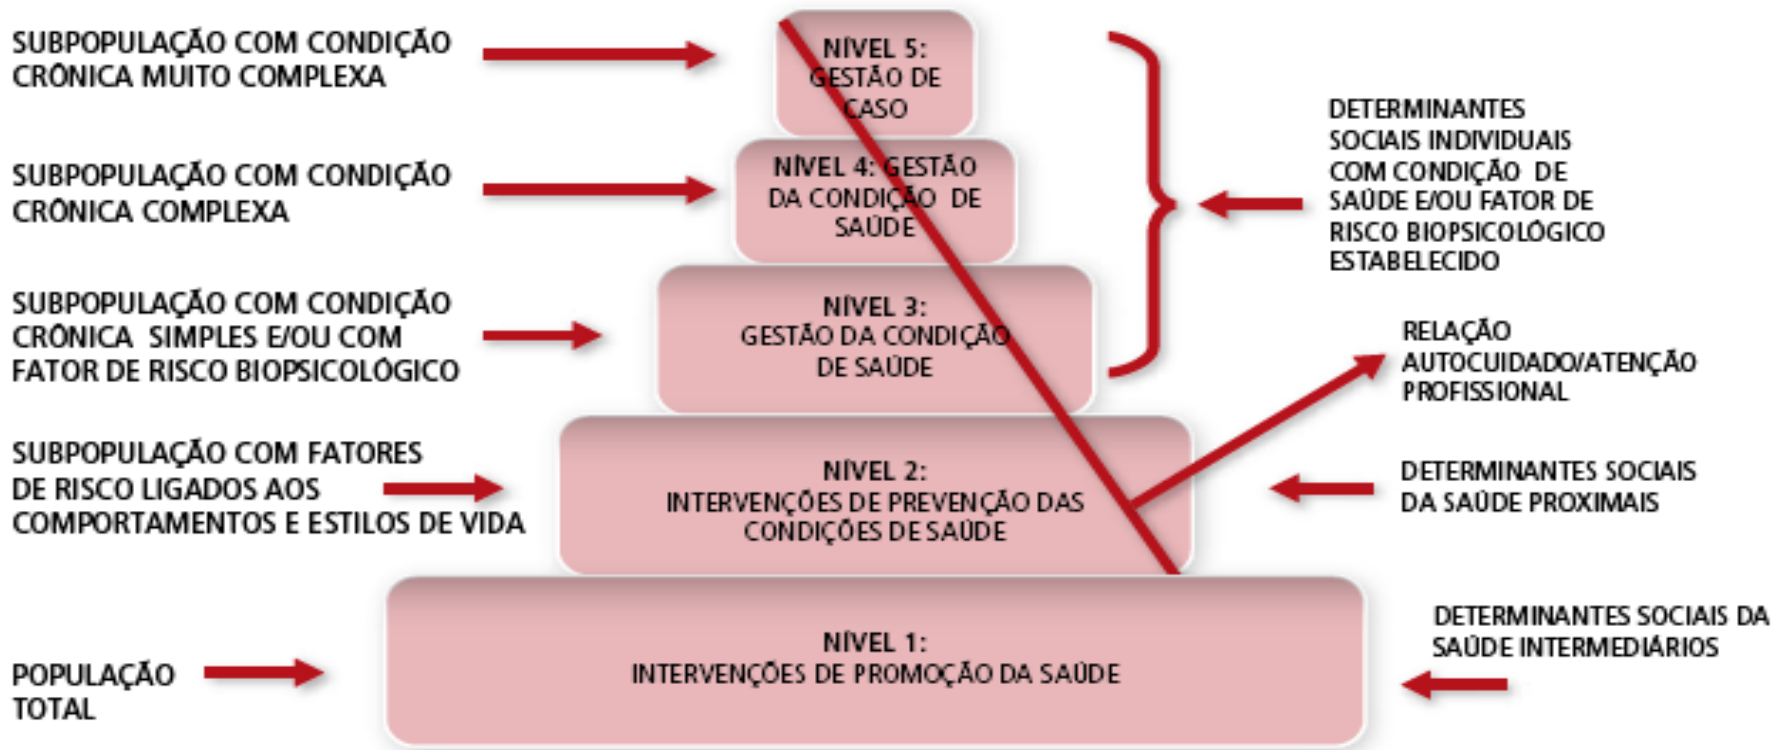 SUBPOPULAÇÃO COM CONDIÇÃO
CRÔNICA MUITO COMPLEXA
NÍVEL 5:
GESTÃO DE
CASO
SUBPOPULAÇÃO COM CONDIÇÃO
CRÔNICA COMPLEXA
NÍVEL 4: GESTÃO
DA CONDIÇÃO DE
SAÚDE
DETERMINANTES
SOCIAIS INDIVIDUAIS
COM CONDIÇÃO DE
SAÚDE E/OU FATOR DE
RISCO BIOPSICOLÓGICO
ESTABELECIDO
SUBPOPULAÇÃO COM CONDIÇÃO
CRÔNICA SIMPLES E/OU COM
FATOR DE RISCO BIOPSICOLÓGICO
NÍVEL 3:
GESTÃO DA CONDIÇÃO
DE SAÚDE
RELAÇÃO
AUTOCUIDADO/ATENÇÃO
PROFISSIONAL
SUBPOPULAÇÃO COM FATORES
DE RISCO LIGADOS AOS
COMPORTAMENTOS E ESTILOS DE VIDA
NÍVEL 2:
INTERVENÇÕES DE PREVENÇÃO DAS
CONDIÇÕES DE SAÚDE
DETERMINANTES SOCIAIS
DA SAÚDE PROXIMAIS
POPULAÇÃO
TOTAL
NÍVEL 1:
INTERVENÇÕES DE PROMOÇÃO DA SAÚDE
DETERMINANTES SOCIAIS DA
SAÚDE INTERMEDIÁRIOS